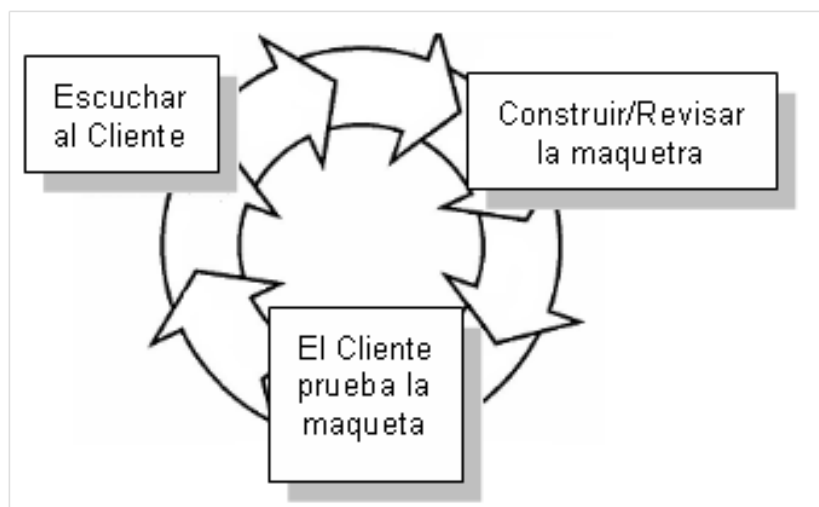 Escuchar
al Cliente
Construir/Revisar
la maquetra
El Cliente
prueba la
maqueta